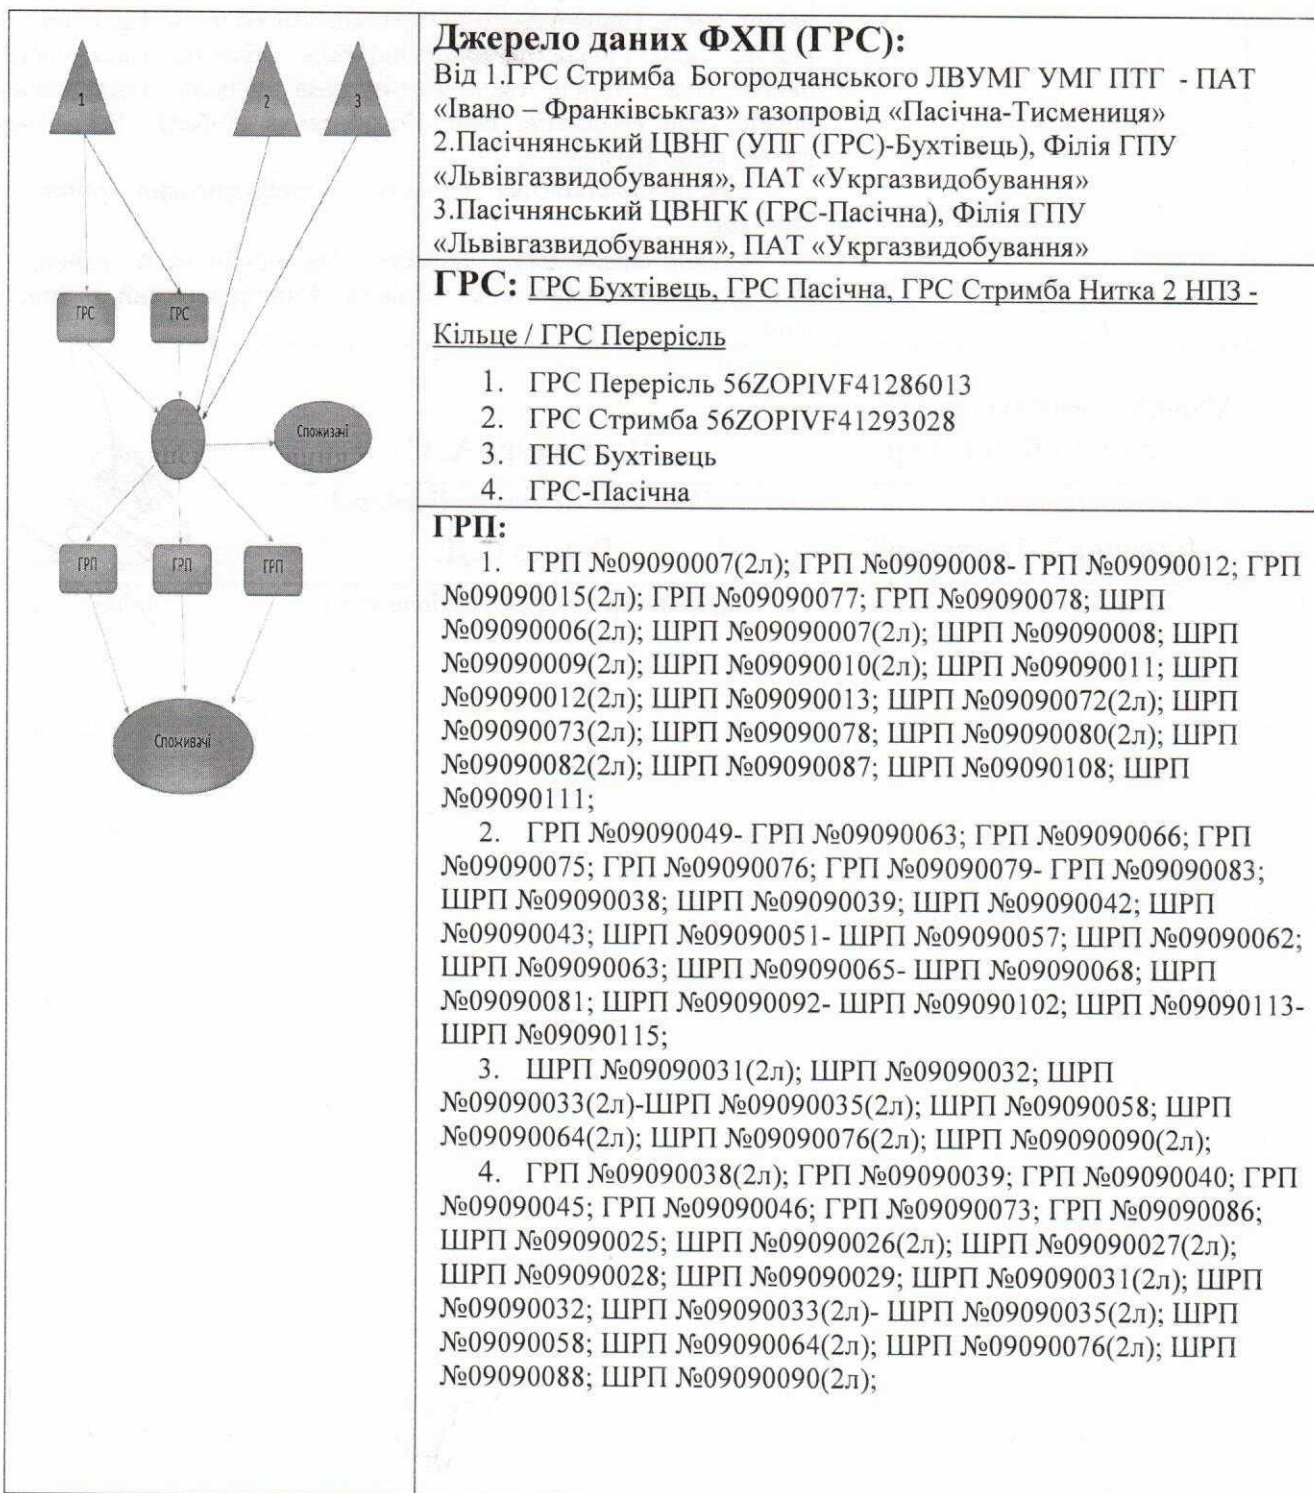 1
2
3
ГРС
ГРС
Споживачі
ГРП
ГРП
ГРП
Споживачі
Джерело даних ФХП (ГРС):
Від 1.ГРС Стримба Богородчанського ЛВУМГ УМГ ПТГ - ПАТ
«Івано – Франківськгаз» газопровід «Пасічна-Тисмениця»
2.Пасічнянський ЦВНГ (УПГ (ГРС)-Бухтівець), Філія ГПУ
«Львівгазвидобування», ПАТ «Укргазвидобування»
3.Пасічнянський ЦВНГК (ГРС-Пасічна), Філія ГПУ
«Львівгазвидобування», ПАТ «Укргазвидобування»
ГРС: ГРС Бухтівець, ГРС Пасічна, ГРС Стримба Нитка 2 НПЗ -
Кільце / ГРС Перерісль
1. ГРС Перерісль 56ZOPIVF41286013
2. ГРС Стримба 56ZOPIVF41293028
3. ГНС Бухтівець
4. ГРС-Пасічна
ГРП:
1. ГРП №09090007(2л); ГРП №09090008- ГРП №09090012; ГРП
№09090015(2л); ГРП №09090077; ГРП №09090078; ШРП
№09090006(2л); ШРП №09090007(2л); ШРП №09090008; ШРП
№09090009(2л); ШРП №09090010(2л); ШРП №09090011; ШРП
№09090012(2л); ШРП №09090013; ШРП №09090072(2л); ШРП
№09090073(2л); ШРП №09090078; ШРП №09090080(2л); ШРП
№09090082(2л); ШРП №09090087; ШРП №09090108; ШРП
№09090111;
2. ГРП №09090049- ГРП №09090063; ГРП №09090066; ГРП
№09090075; ГРП №09090076; ГРП №09090079- ГРП №09090083;
ШРП №09090038; ШРП №09090039; ШРП №09090042; ШРП
№09090043; ШРП №09090051- ШРП №09090057; ШРП №09090062;
ШРП №09090063; ШРП №09090065- ШРП №09090068; ШРП
№09090081; ШРП №09090092- ШРП №09090102; ШРП №09090113-
ШРП №09090115;
3. ШРП №09090031(2л); ШРП №09090032; ШРП
№09090033(2л)-ШРП №09090035(2л); ШРП №09090058; ШРП
№09090064(2л); ШРП №09090076(2л); ШРП №09090090(2л);
4. ГРП №09090038(2л); ГРП №09090039; ГРП №09090040; ГРП
№09090045; ГРП №09090046; ГРП №09090073; ГРП №09090086;
ШРП №09090025; ШРП №09090026(2л); ШРП №09090027(2л);
ШРП №09090028; ШРП №09090029; ШРП №09090031(2л); ШРП
№09090032; ШРП №09090033(2л)- ШРП №09090035(2л); ШРП
№09090058; ШРП №09090064(2л); ШРП №09090076(2л); ШРП
№09090088; ШРП №09090090(2л);